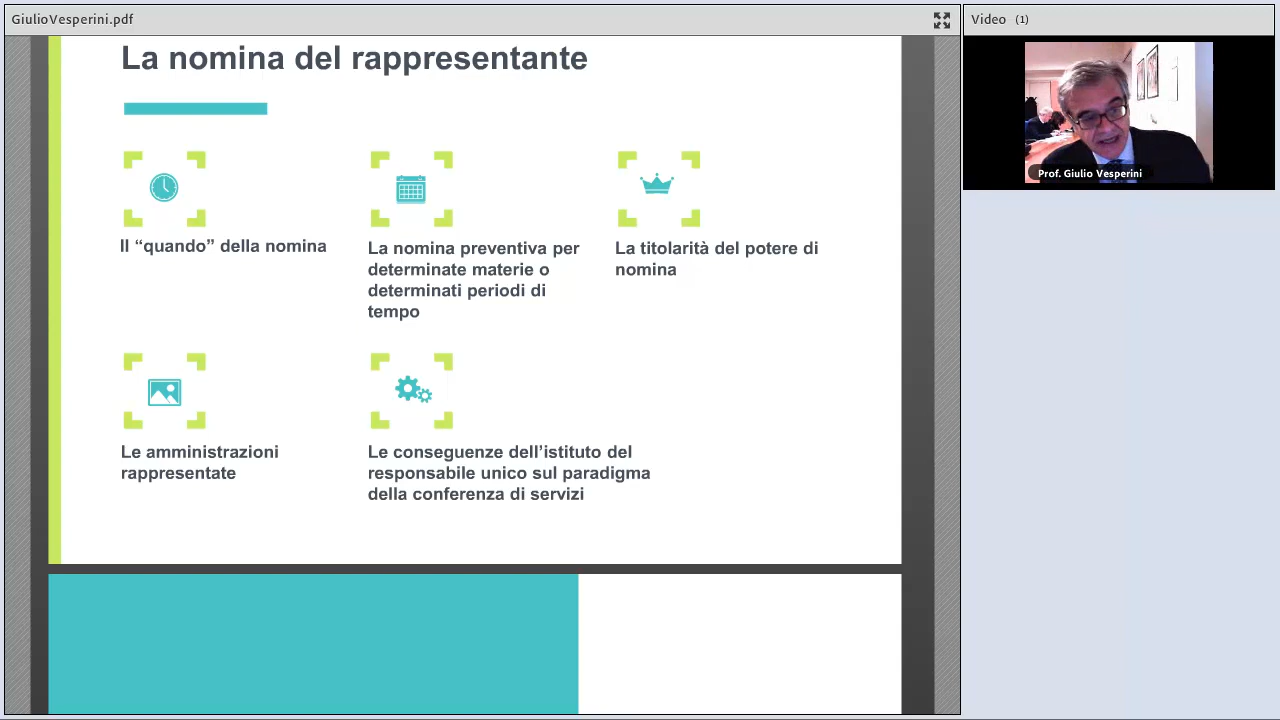 GiulioVesperini.pdf
Video (1)
La nomina del rappresentante
Prof. Giulio Vesperini
Il “quando” della nomina
La nomina preventiva per
determinate materie o
determinati periodi di
tempo
La titolarità del potere di
nomina
Le amministrazioni
rappresentate
Le conseguenze dell’istituto del
responsabile unico sul paradigma
della conferenza di servizi